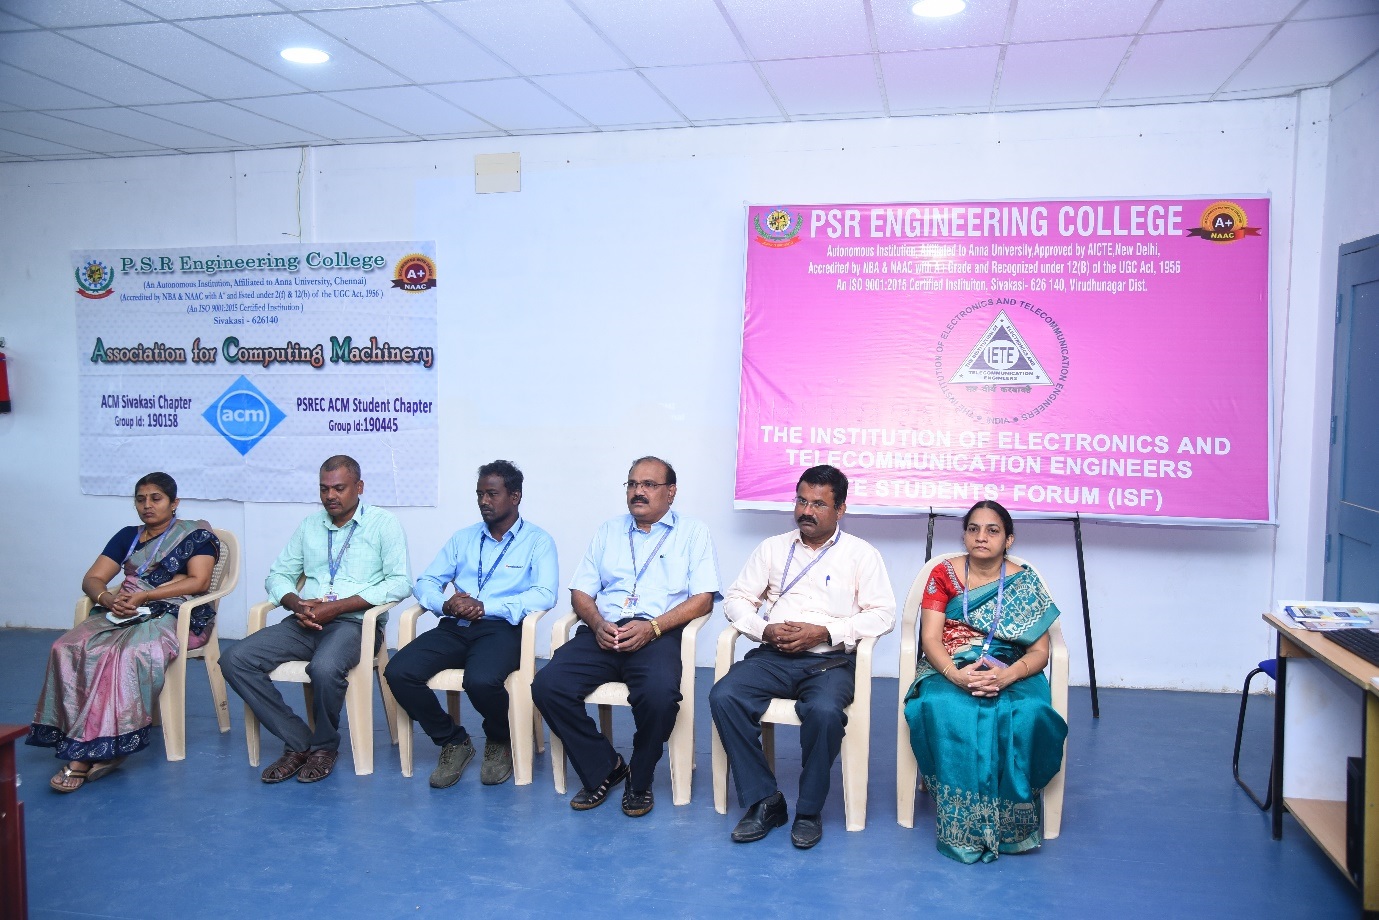 P.S.R Engineering College
(An Autonomous Institution, Affiliated to Anna University, Chennai)
(Accredited by NBA & NAAC with A+ and listed under 2(f) & 12(b) of the UGC Act, 1956 )
(An ISO 9001:2015 Certified Institution )
Sivakasi - 626140
A+
NAAC
Association for Computing Machinery
ACM Sivakasi Chapter
Group Id: 190158
acm
PSREC ACM Student Chapter
Group Id:190445
PSR ENGINEERING COLLEGE
Autonomous Institution, Affiliated to Anna University,Approved by AICTE,New Delhi,
Accredited by NBA & NAAC with A+ Grade and Recognized under 12(B) of the UGC Act, 1956
An ISO 9001:2015 Certified Instituiton, Sivakasi- 626 140, Virudhunagar Dist.
A+
NAAC
THE INSTITUTION OF ELECTRONICS AND TELECOMMUNICATION ENGINEERS
INDIA
THE INSTITUTION OF ELECTRONICS AND
IETE
TELECOMMUNICATION
ENGINEERS
THE INSTITUTION OF ELECTRONICS AND
TELECOMMUNICATION ENGINEERS
STUDENTS' FORUM (ISF)